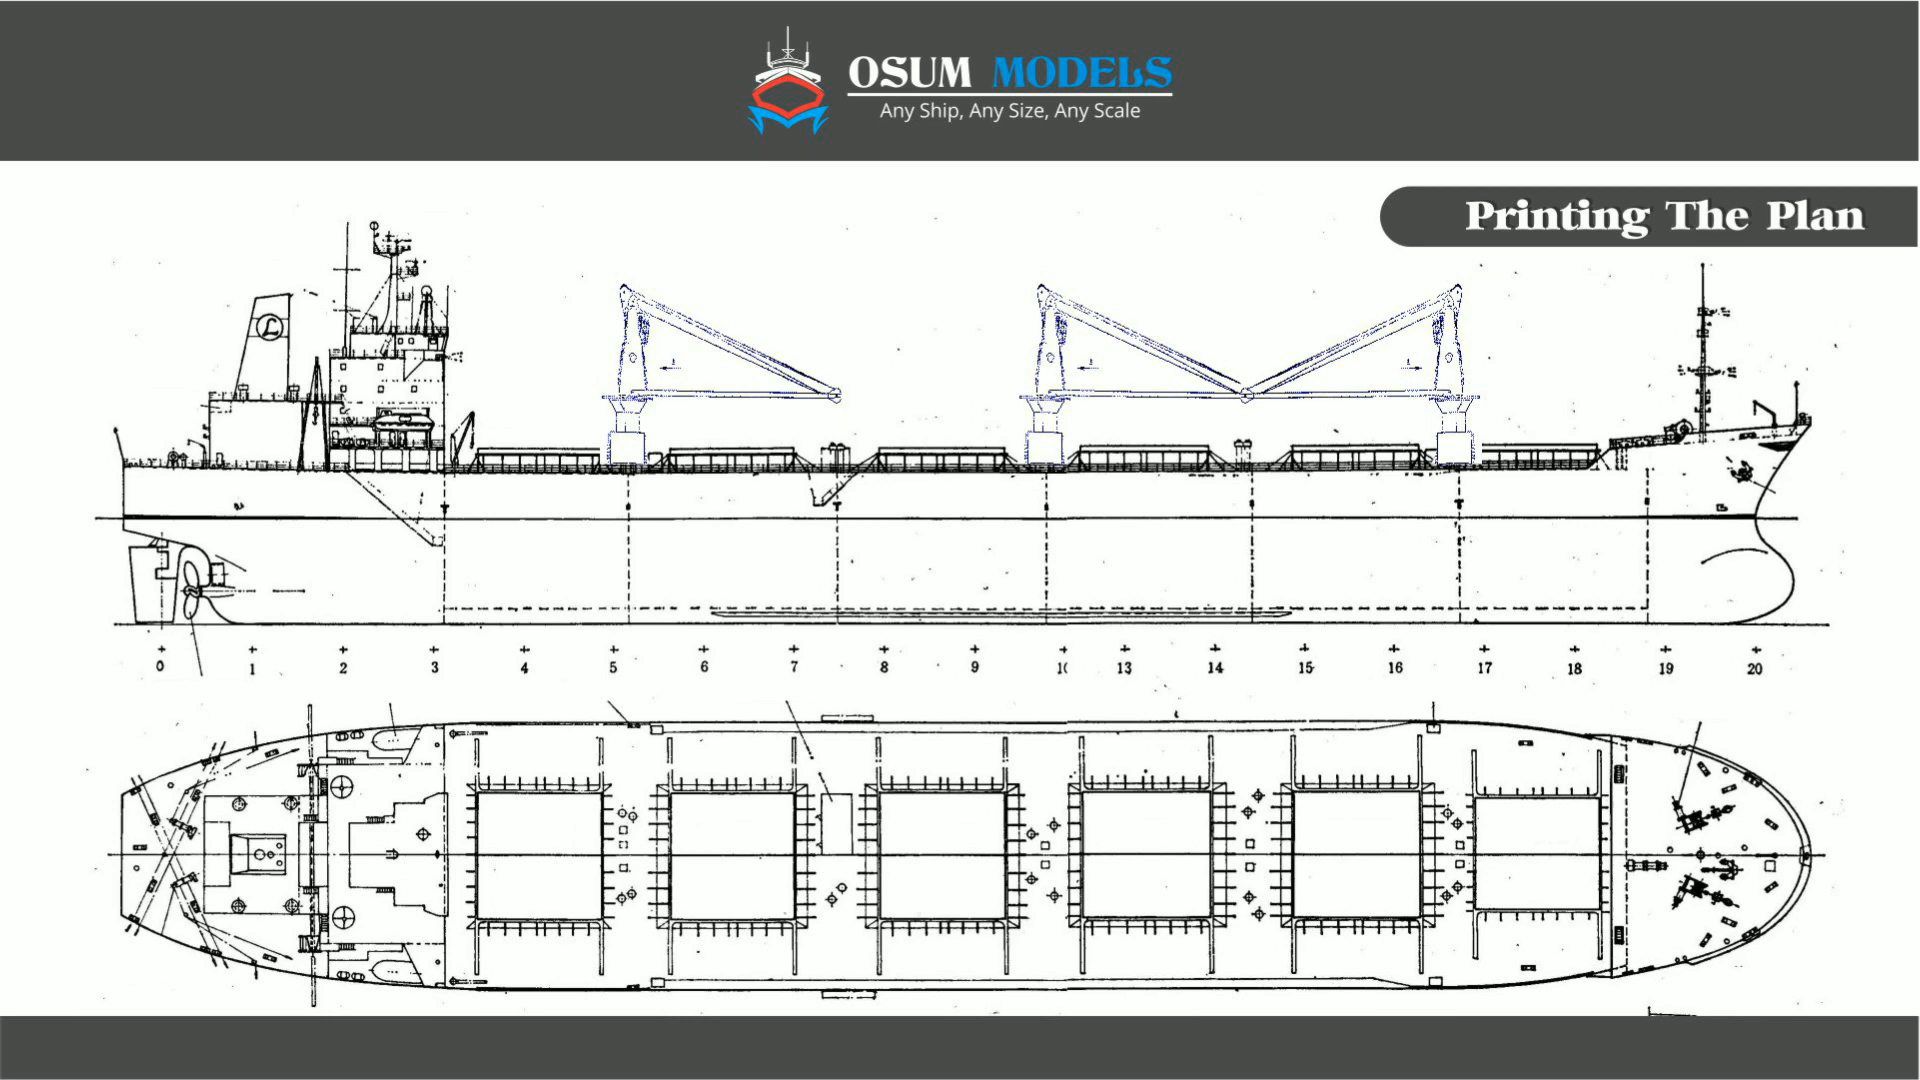 OSUM MODELS
Any Ship, Any Size, Any Scale
Printing The Plan
L
0 1 2 3 4 5 6 7 8 9 10 13 14 15 16 17 18 19 20